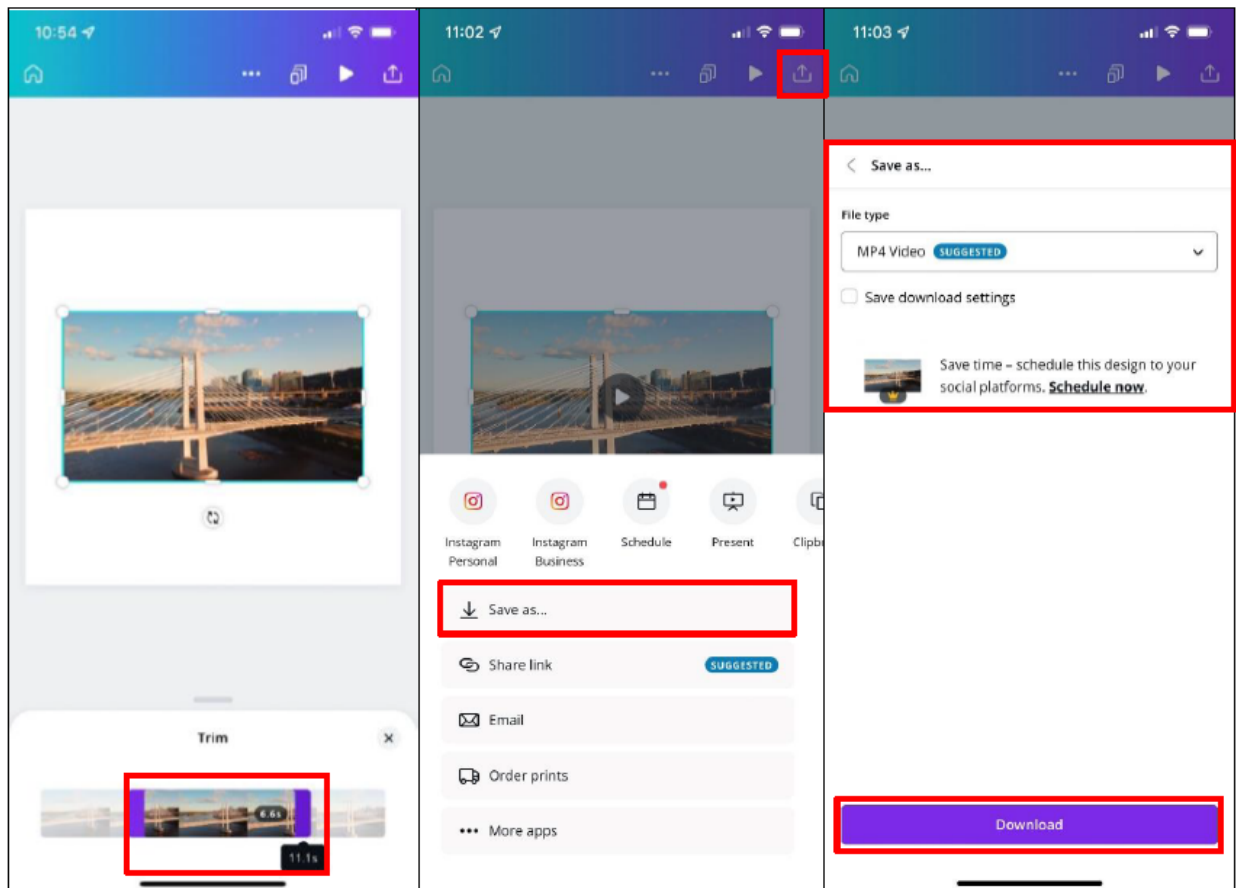 10:54
Trim
6.6s
11.1s
11:02
Instagram Personal
Instagram Business
Schedule
Present
Clipb
Save as...
Share link
SUGGESTED
Email
Order prints
More apps
11:03
Save as...
File type
MP4 Video SUGGESTED
Save download settings
Save time – schedule this design to your
social platforms. Schedule now.
Download